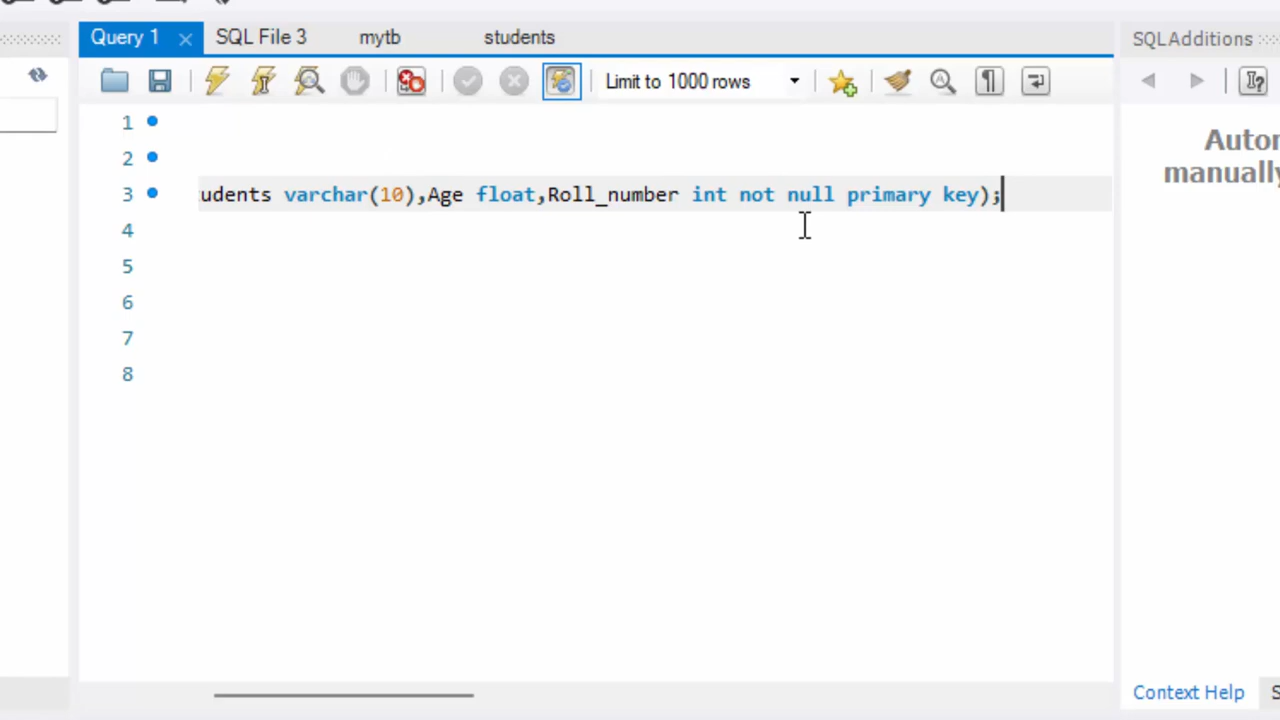 Query 1 SQL File 3 mytb students SQLAdditions
Limit to 1000 rows
1
2
3 udents varchar(10),Age float,Roll_number int not null primary key);
4
5
6
7
8
Autor
manually
Context Help S